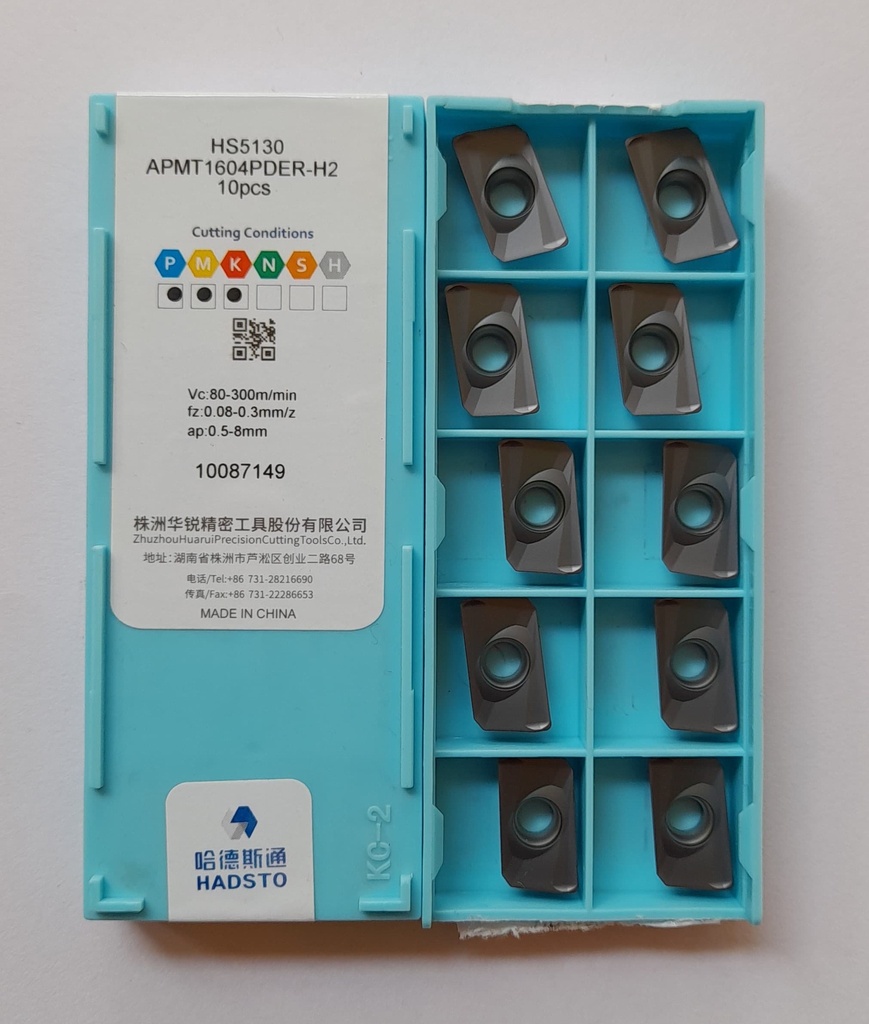 HS5130
APMT1604PDER-H2
10pcs
Cutting Conditions
P M K N S H
Vc:80-300m/min
fz:0.08-0.3mm/z
ap:0.5-8mm
10087149
株洲华锐精密工具股份有限公司
ZhuzhouHuaruiPrecisionCuttingToolsCo.,Ltd.
地址:湖南省株洲市芦淞区创业二路68号
电话/Tel:+86 731-28216690
传真/Fax:+86 731-22286653
MADE IN CHINA
哈德斯通
HADSTO
KC-2